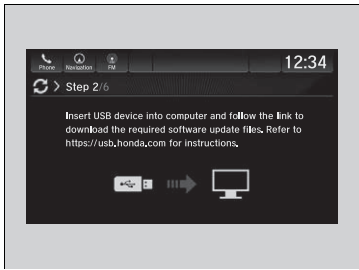 Phone Navigation FM 12:34
Step 2/6
Insert USB device into computer and follow the link to
download the required software update files. Refer to
https://usb.honda.com for instructions.